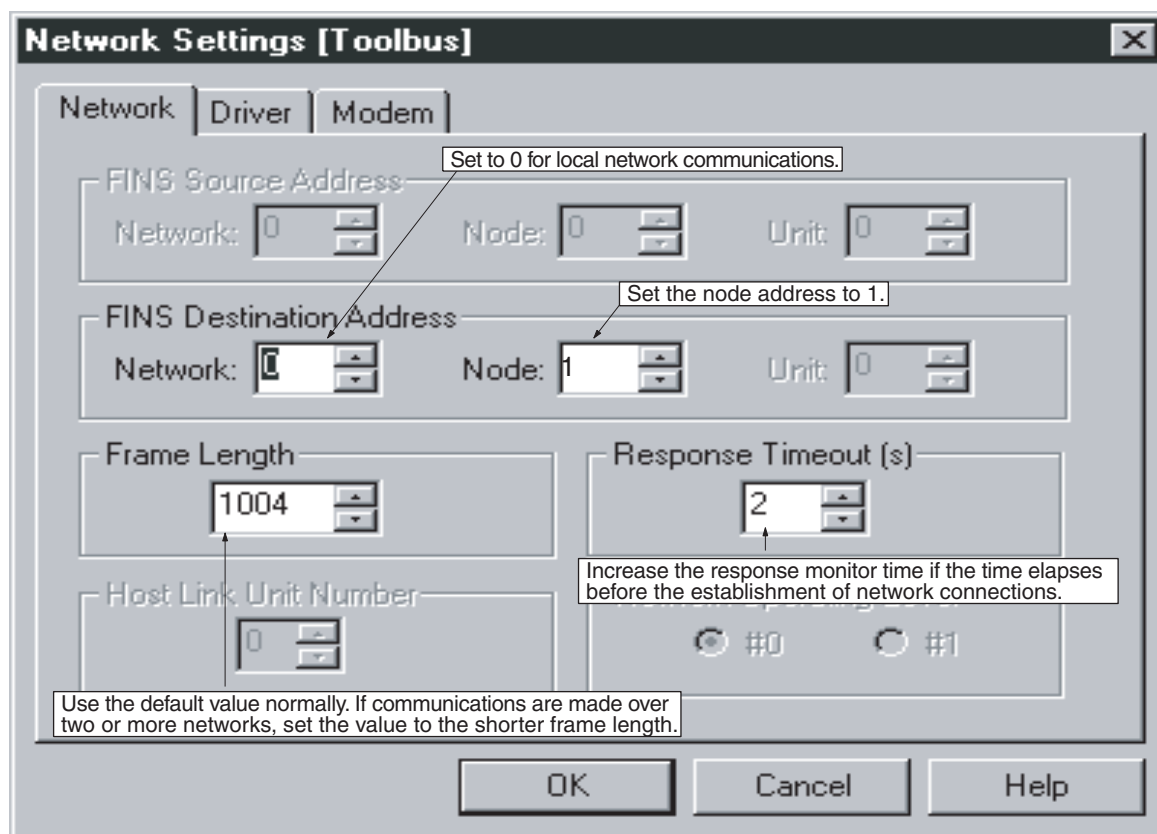 Network Settings [Toolbus]
Network Driver Modem
Set to 0 for local network communications.
FINS Source Address
Network: 0 Node: 0 Unit: 0
Set the node address to 1.
FINS Destination Address
Network: 0 Node: 1 Unit: 0
Frame Length Response Timeout (s)
1004 2
Increase the response monitor time if the time elapses
before the establishment of network connections.
Host Link Unit Number
0 #0 #1
Use the default value normally. If communications are made over
two or more networks, set the value to the shorter frame length.
OK Cancel Help